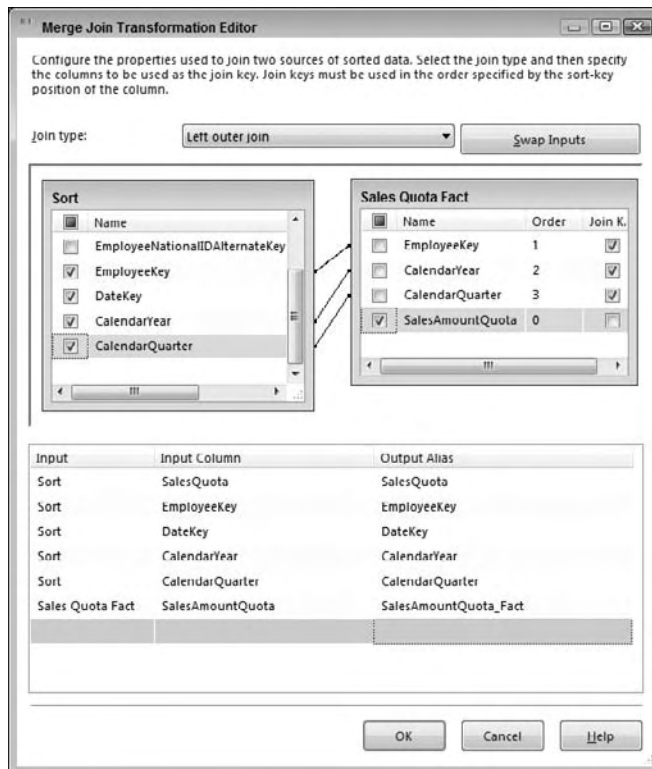 Merge Join Transformation Editor
Configure the properties used to join two sources of sorted data. Select the join type and then specify
the columns to be used as the join key. Join keys must be used in the order specified by the sort-key
position of the column.
Join type: Left outer join Swap Inputs
Sort
Name
EmployeeNationalIDAlternateKey
EmployeeKey
DateKey
CalendarYear
CalendarQuarter
Sales Quota Fact
Name Order Join K.
EmployeeKey 1
CalendarYear 2
CalendarQuarter 3
SalesAmountQuota 0
Input Input Column Output Alias
Sort SalesQuota SalesQuota
Sort EmployeeKey EmployeeKey
Sort DateKey DateKey
Sort CalendarYear CalendarYear
Sort CalendarQuarter CalendarQuarter
Sales Quota Fact SalesAmountQuota SalesAmountQuota_Fact
OK Cancel Help